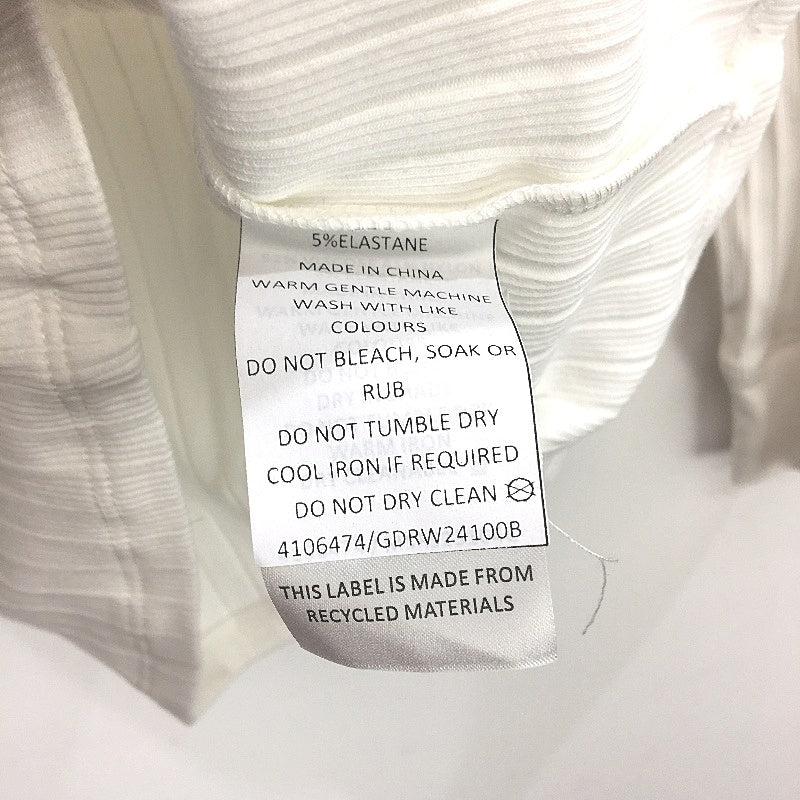 5%ELASTANE
MADE IN CHINA
WARM GENTLE MACHINE
WASH WITH LIKE
COLOURS
DO NOT BLEACH, SOAK OR
RUB
DO NOT TUMBLE DRY
COOL IRON IF REQUIRED
DO NOT DRY CLEAN
4106474/GDRW24100B
THIS LABEL IS MADE FROM
RECYCLED MATERIALS